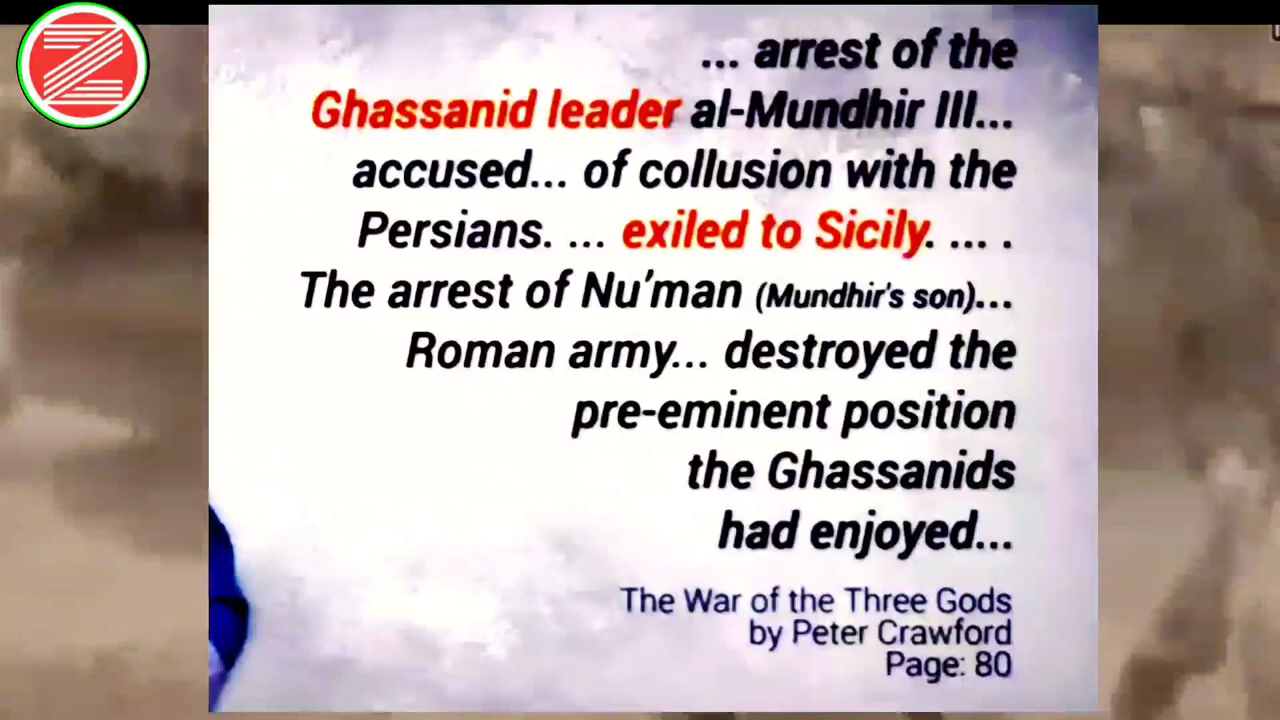 ... arrest of the
Ghassanid leader al-Mundhir III...
accused... of collusion with the
Persians. ... exiled to Sicily. ... .
The arrest of Nu'man (Mundhir's son)...
Roman army... destroyed the
pre-eminent position
the Ghassanids
had enjoyed...
The War of the Three Gods
by Peter Crawford
Page: 80